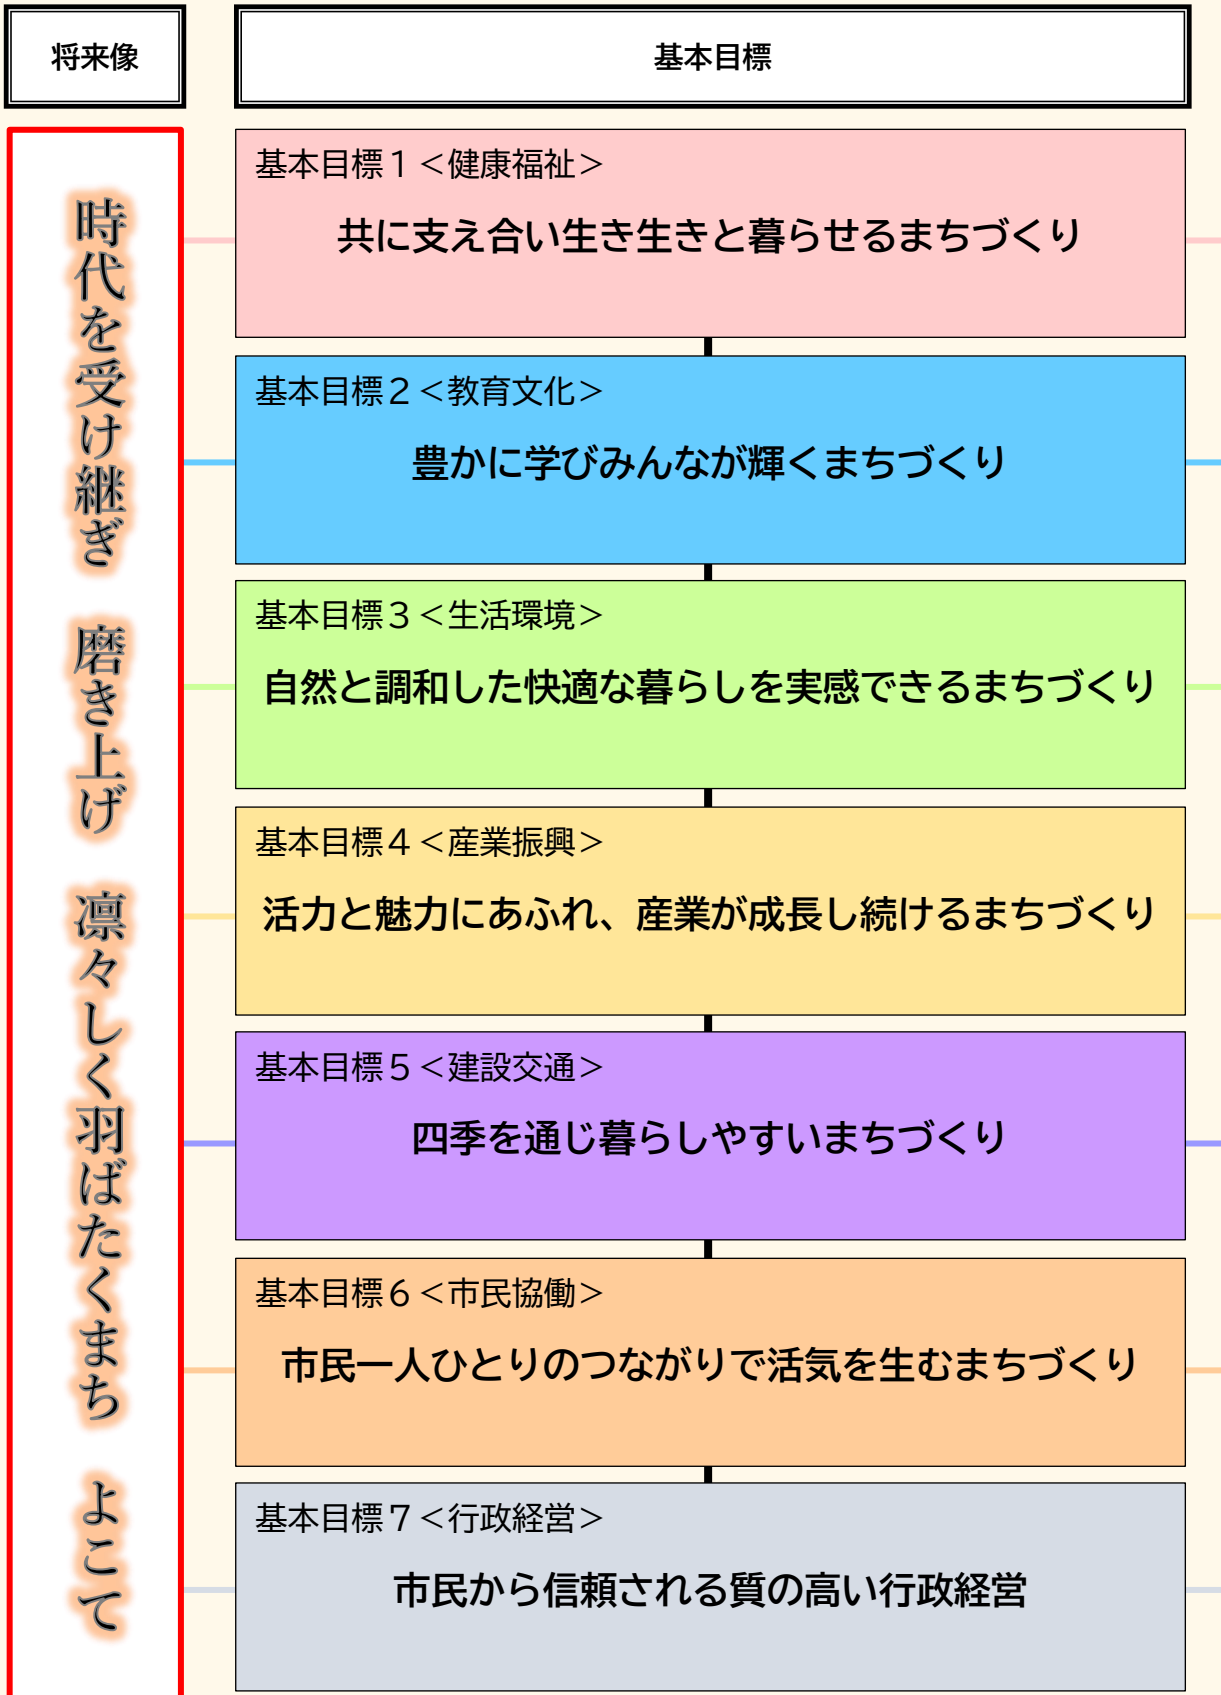 将来像
基本目標
時代を受け継ぎ　磨き上げ　凛々しく羽ばたくまち　よこて
基本目標１＜健康福祉＞
共に支え合い生き生きと暮らせるまちづくり
基本目標２＜教育文化＞
豊かに学びみんなが輝くまちづくり
基本目標３＜生活環境＞
自然と調和した快適な暮らしを実感できるまちづくり
基本目標４＜産業振興＞
活力と魅力にあふれ、産業が成長し続けるまちづくり
基本目標５＜建設交通＞
四季を通じ暮らしやすいまちづくり
基本目標６＜市民協働＞
市民一人ひとりのつながりで活気を生むまちづくり
基本目標７＜行政経営＞
市民から信頼される質の高い行政経営